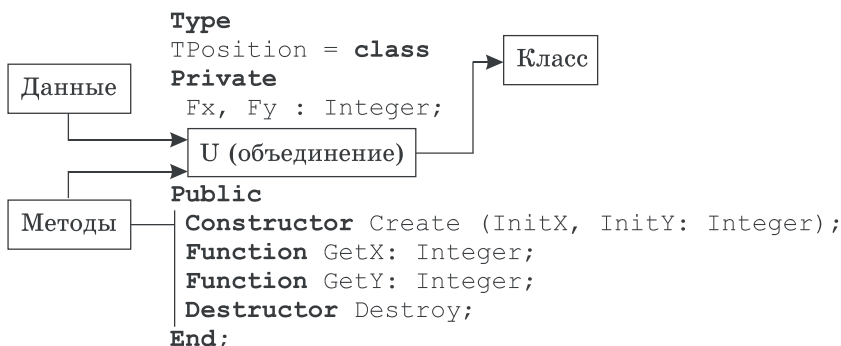 Type
TPosition = class
Класс
Данные
Private
Fx, Fy : Integer;
U (объединение)
Public
Методы
Constructor Create (InitX, InitY: Integer);
Function GetX: Integer;
Function GetY: Integer;
Destructor Destroy;
End;